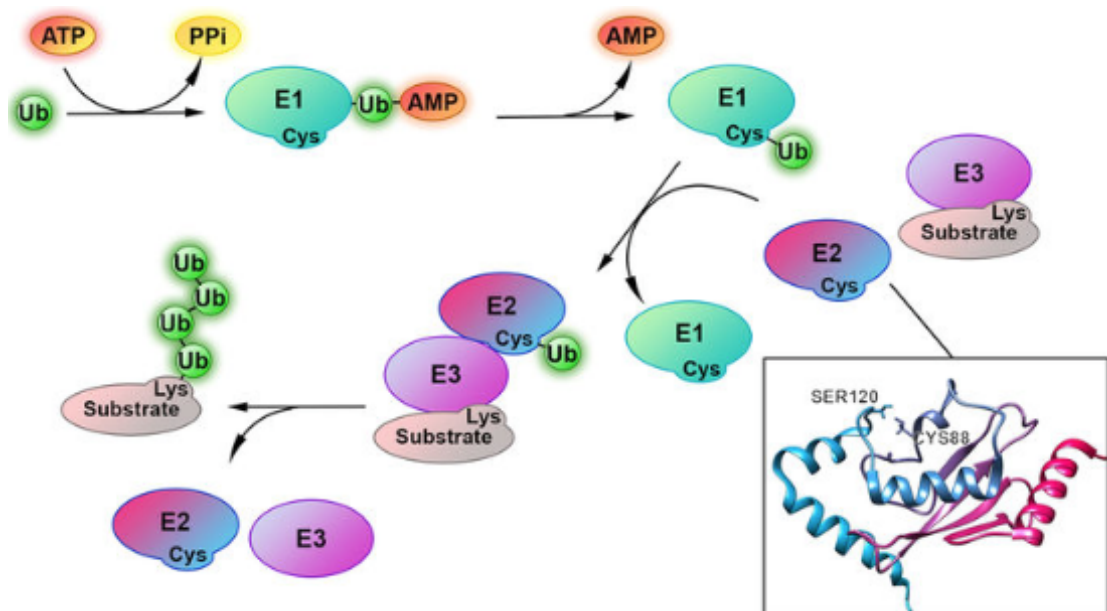 ATP
PPi
Ub
E1
Cys
Ub
AMP
AMP
E1
Cys
Ub
E3
Lys
Substrate
E2
Cys
E1
Cys
E2
Cys
Ub
E3
Lys
Substrate
Ub
Ub
Ub
Ub
Lys
Substrate
E2
Cys
E3
SER120
CYS88